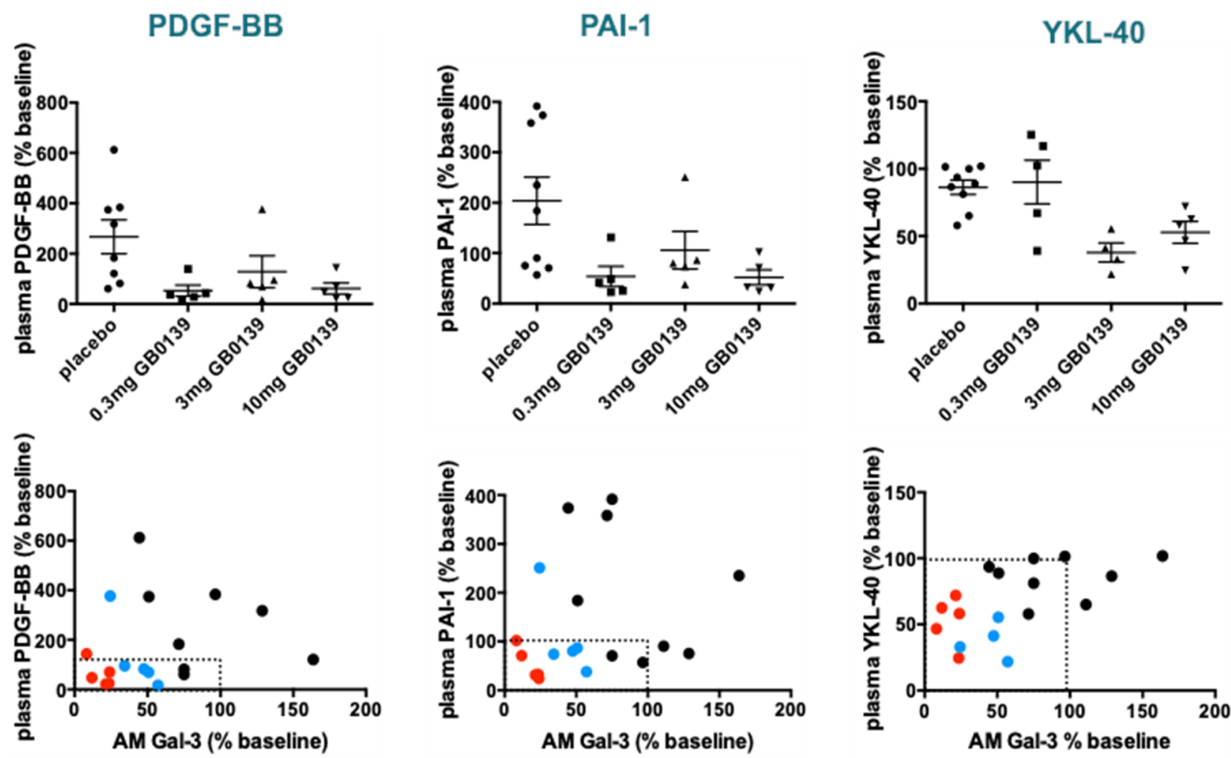 PDGF-BB
plasma PDGF-BB (% baseline)
800
600
400
200
0
placebo
0.3mg GB0139
3mg GB0139
10mg GB0139
PAI-1
plasma PAI-1 (% baseline)
400
300
200
100
0
placebo
0.3mg GB0139
3mg GB0139
10mg GB0139
YKL-40
plasma YKL-40 (% baseline)
150
100
50
0
placebo
0.3mg GB0139
3mg GB0139
10mg GB0139
plasma PDGF-BB (% baseline)
800
600
400
200
0
0 50 100 150 200
AM Gal-3 (% baseline)
plasma PAI-1 (% baseline)
400
300
200
100
0
0 50 100 150 200
AM Gal-3 (% baseline)
plasma YKL-40 (% baseline)
150
100
50
0
0 50 100 150 200
AM Gal-3 % baseline